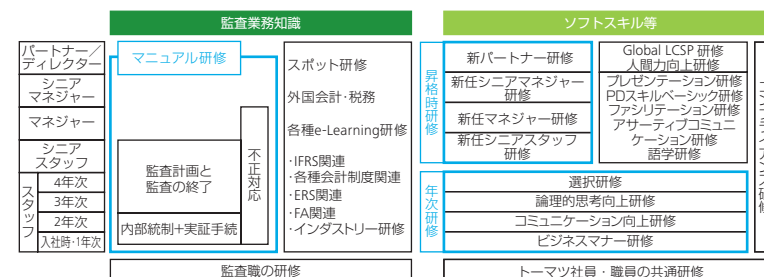 監査業務知識
ソフトスキル等
パートナー／
ディレクター
シニア
マネジャー
マネジャー
シニア
スタッフ
スタッフ
4年次
3年次
2年次
入社時・1年次
マニュアル研修
監査計画と
監査の終了
内部統制+実証手続
不正対応
スポット研修
外国会計・税務
各種e-Learning研修
・IFRS関連
・各種会計制度関連
・ERS関連
・FA関連
・インダストリー研修
昇格時研修
新パートナー研修
新任シニアマネジャー
研修
新任マネジャー研修
新任シニアスタッフ
研修
Global LCSP 研修
人間力向上研修
プレゼンテーション研修
PDスキルベーシック研修
ファシリテーション研修
アサーティブコミュニ
ケーション研修
語学研修
年次研修
選択研修
論理的思考向上研修
コミュニケーション向上研修
ビジネスマナー研修
監査職の研修
トーマツ社員・職員の共通研修